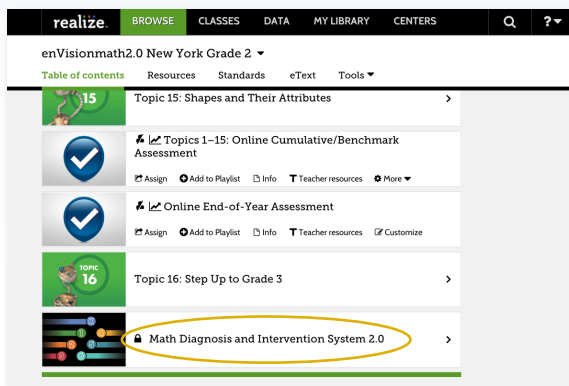 realize. BROWSE CLASSES DATA MY LIBRARY CENTERS ?
enVisionmath2.0 New York Grade 2
Table of contents Resources Standards eText Tools
15 Topic 15: Shapes and Their Attributes
Topics 1–15: Online Cumulative/Benchmark
Assessment
Assign Add to Playlist Info T Teacher resources More
Online End-of-Year Assessment
Assign Add to Playlist Info T Teacher resources Customize
TOPIC
16 Topic 16: Step Up to Grade 3
Math Diagnosis and Intervention System 2.0